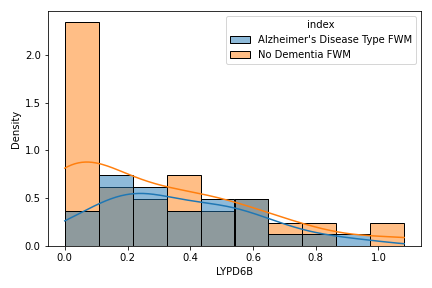 index
Alzheimer's Disease Type FWM
No Dementia FWM
2.0
1.5
1.0
0.5
0.0
Density
0.0 0.2 0.4 0.6 0.8 1.0
LYPD6B